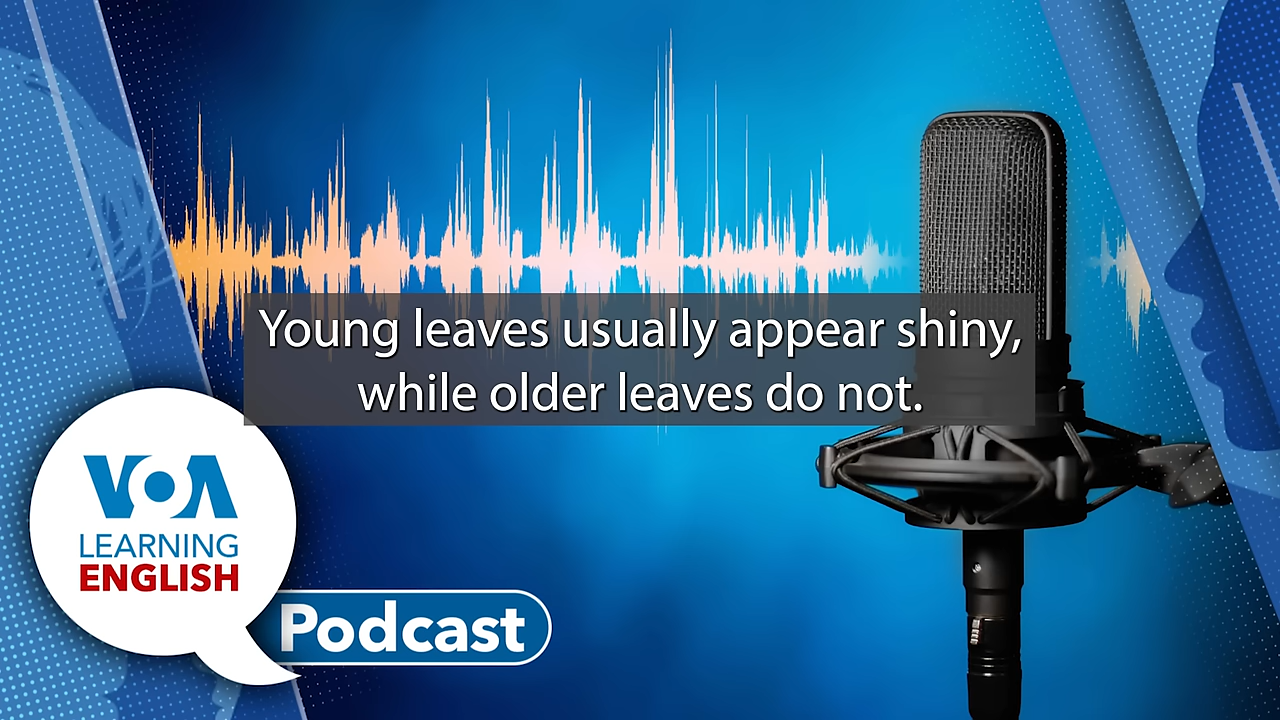 Young leaves usually appear shiny,
while older leaves do not.
VOA
LEARNING
ENGLISH
Podcast